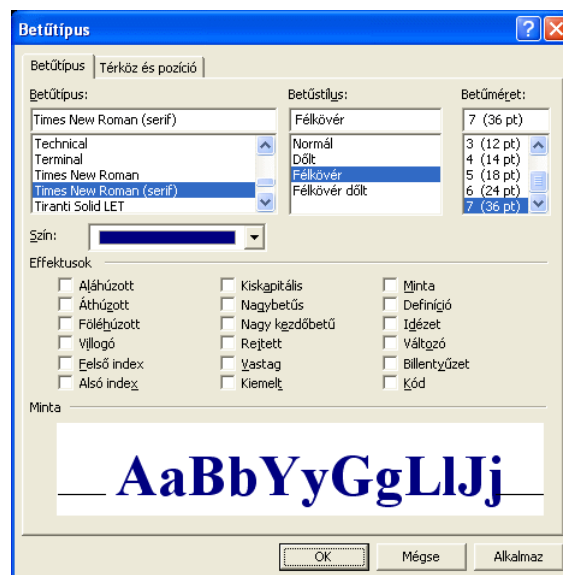 Betűtípus
Betűtípus Térköz és pozíció
Betűtípus: Betűstílus: Betűméret:
Times New Roman (serif) Félkövér 7 (36 pt)
Technical Normál 3 (12 pt)
Terminal Dőlt 4 (14 pt)
Times New Roman Félkövér 5 (18 pt)
Times New Roman (serif) Félkövér dőlt 6 (24 pt)
Tiranti Solid LET 7 (36 pt)
Szín:
Effektusok
Aláhúzott Kiskapitális Minta
Áthúzott Nagybetűs Definíció
Föléhúzott Nagy kezdőbetű Idézet
Villogó Rejtett Változó
Felső index Vastag Billentyűzet
Alsó index Kiemelt Kód
Minta
AaBbYyGgLlJj
OK Mégse Alkalmaz